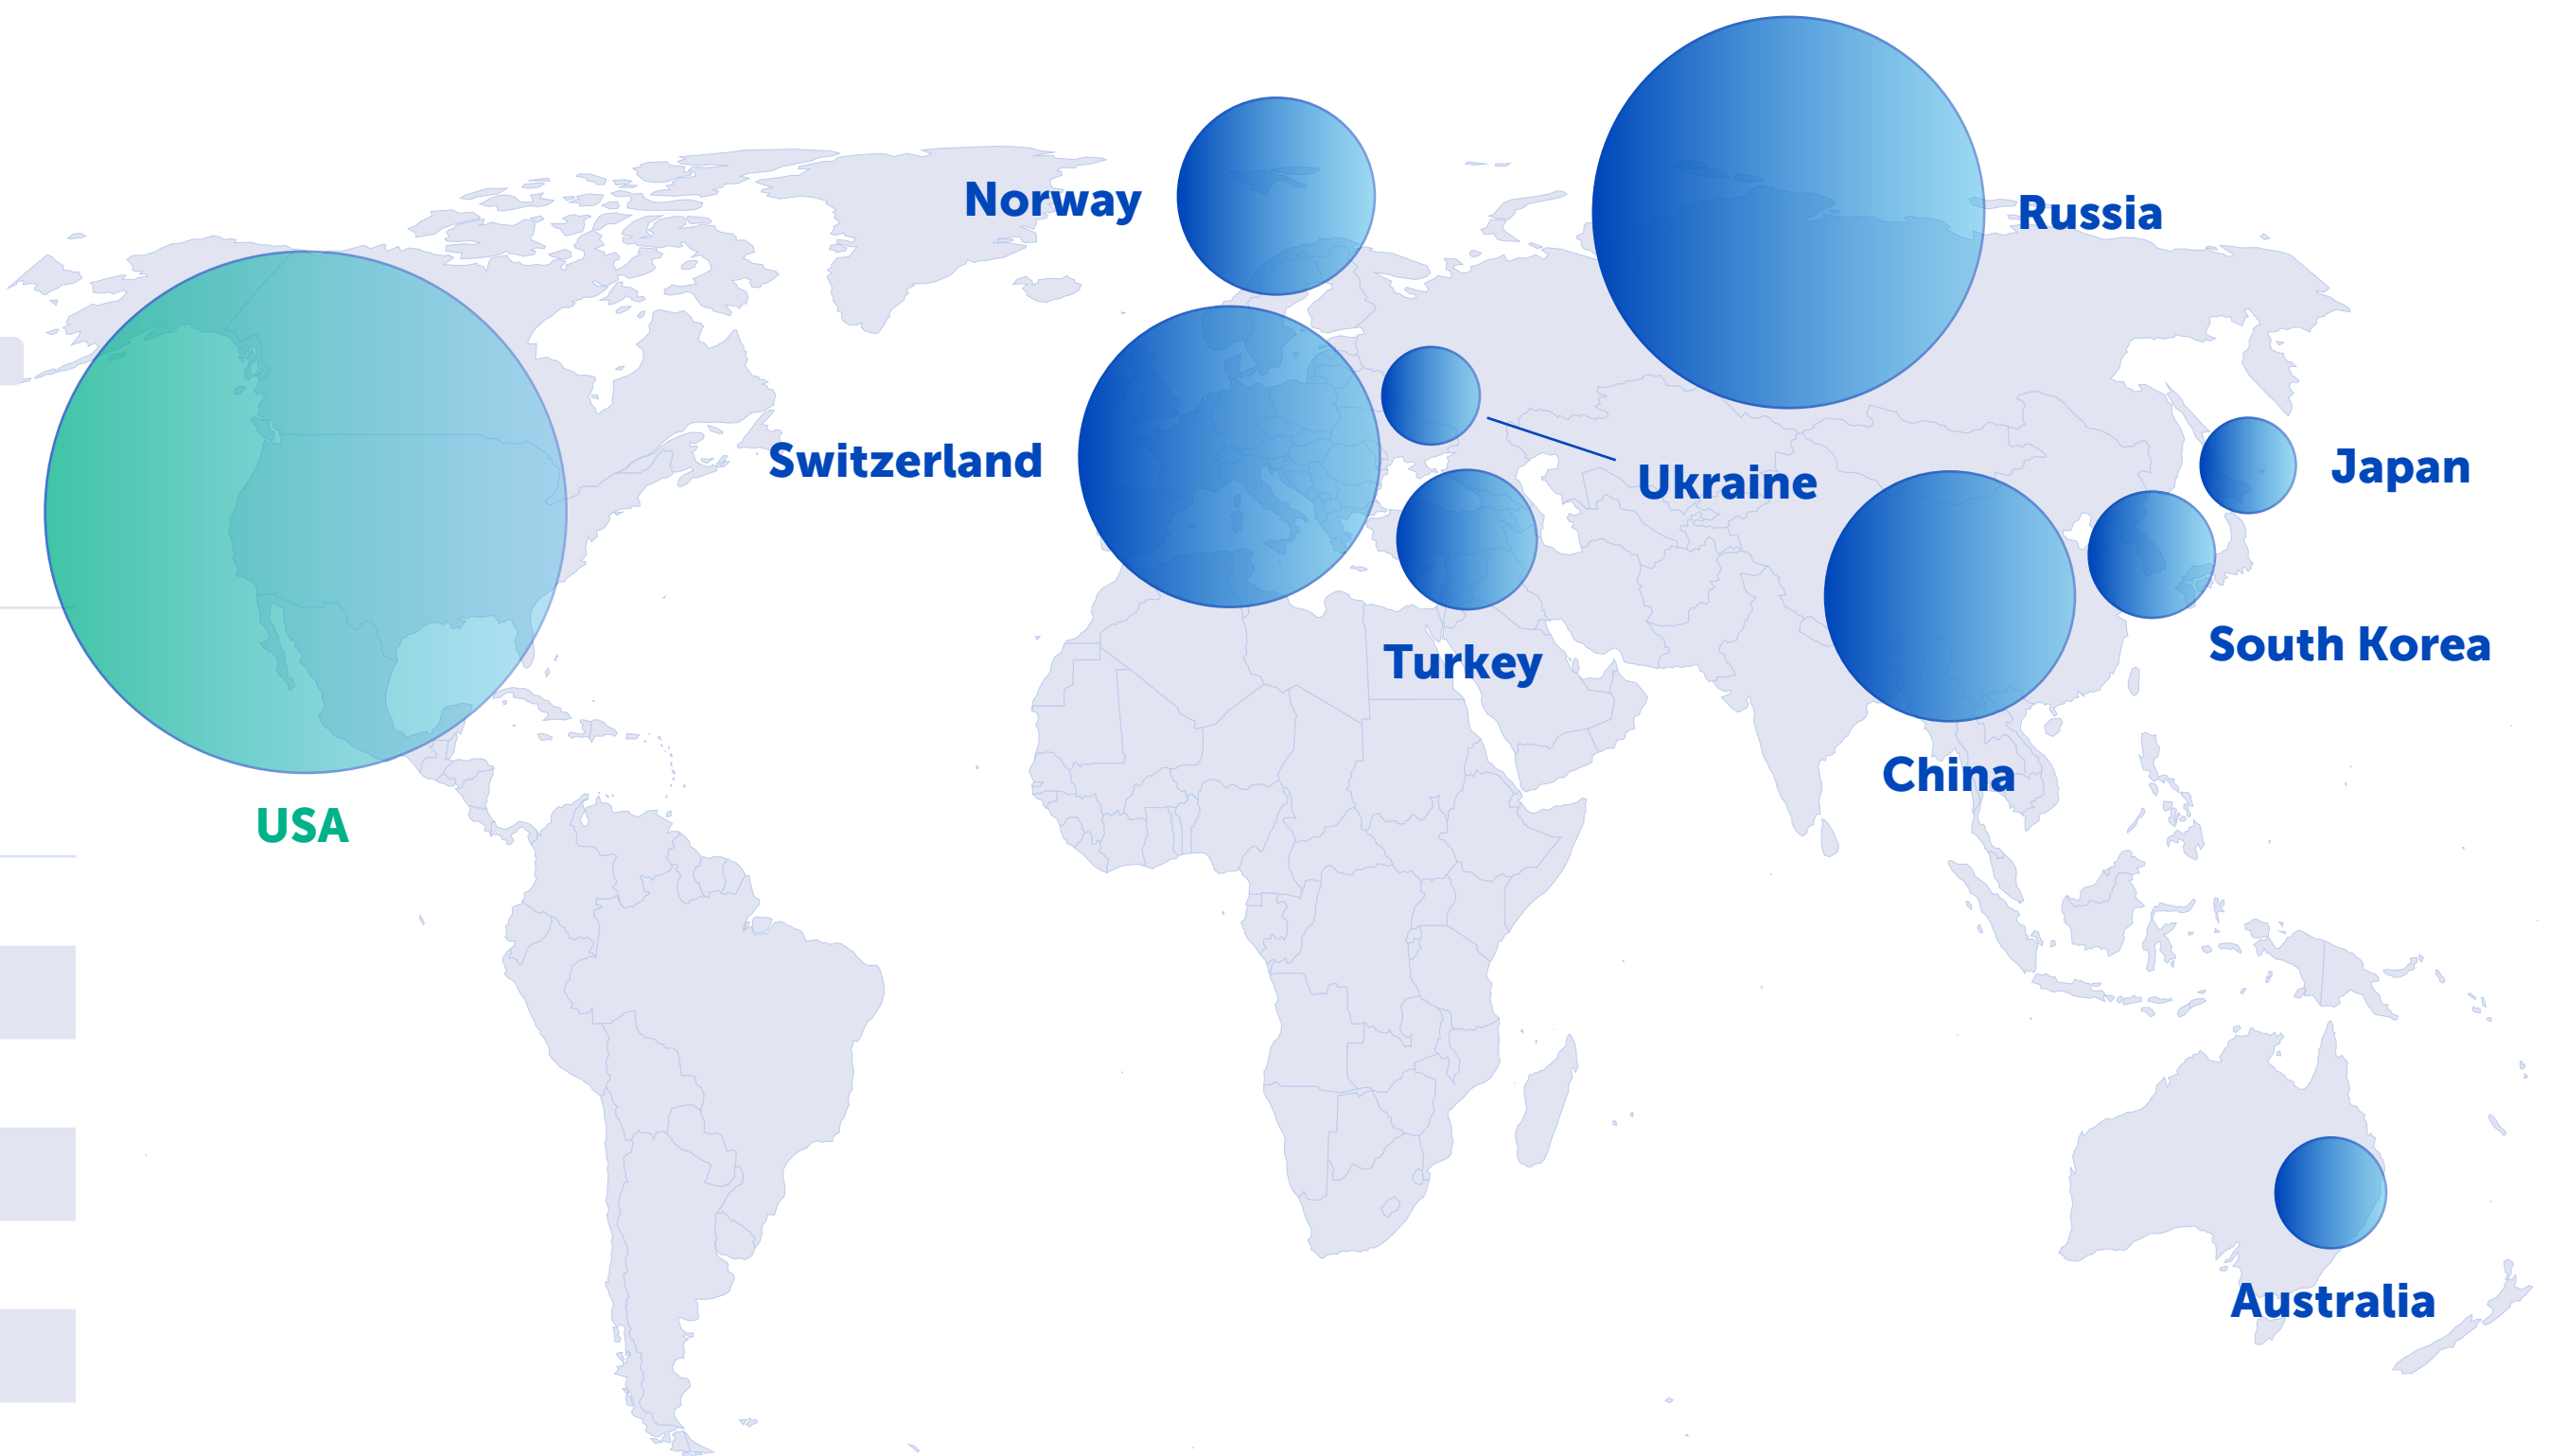 Norway
Russia
Switzerland
Ukraine
Japan
South Korea
Turkey
China
USA
Australia